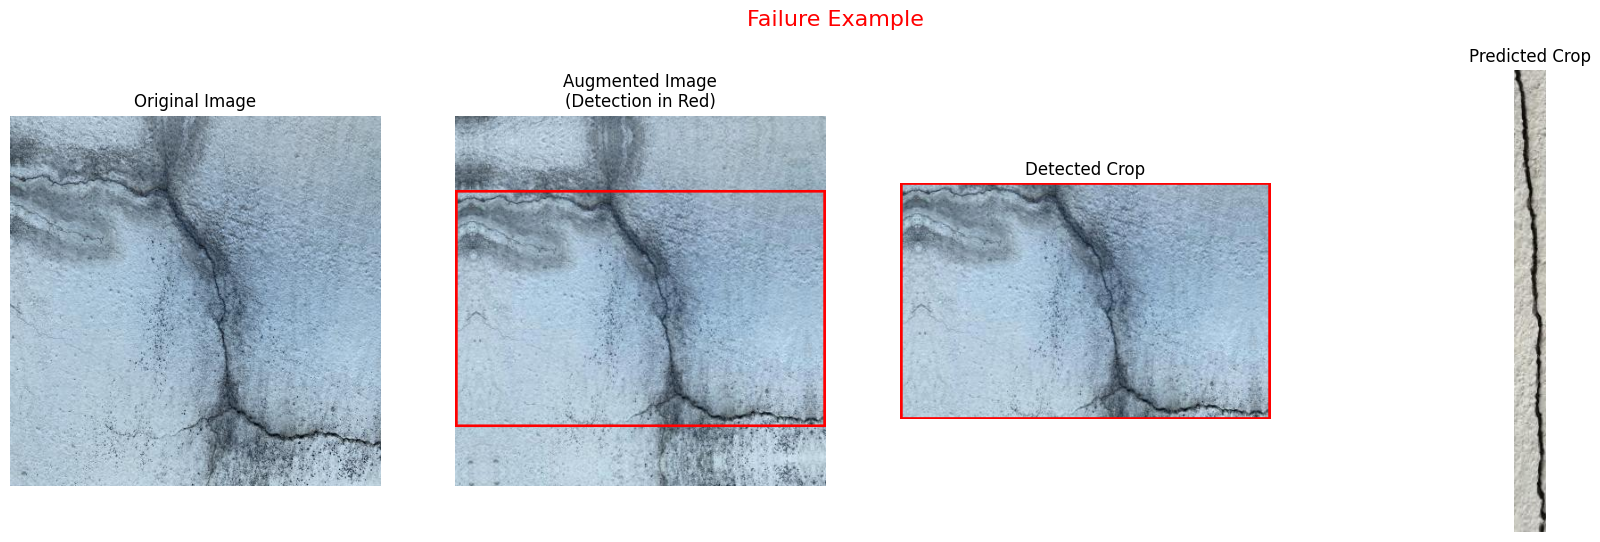 Failure Example
Original Image
Augmented Image
(Detection in Red)
Detected Crop
Predicted Crop